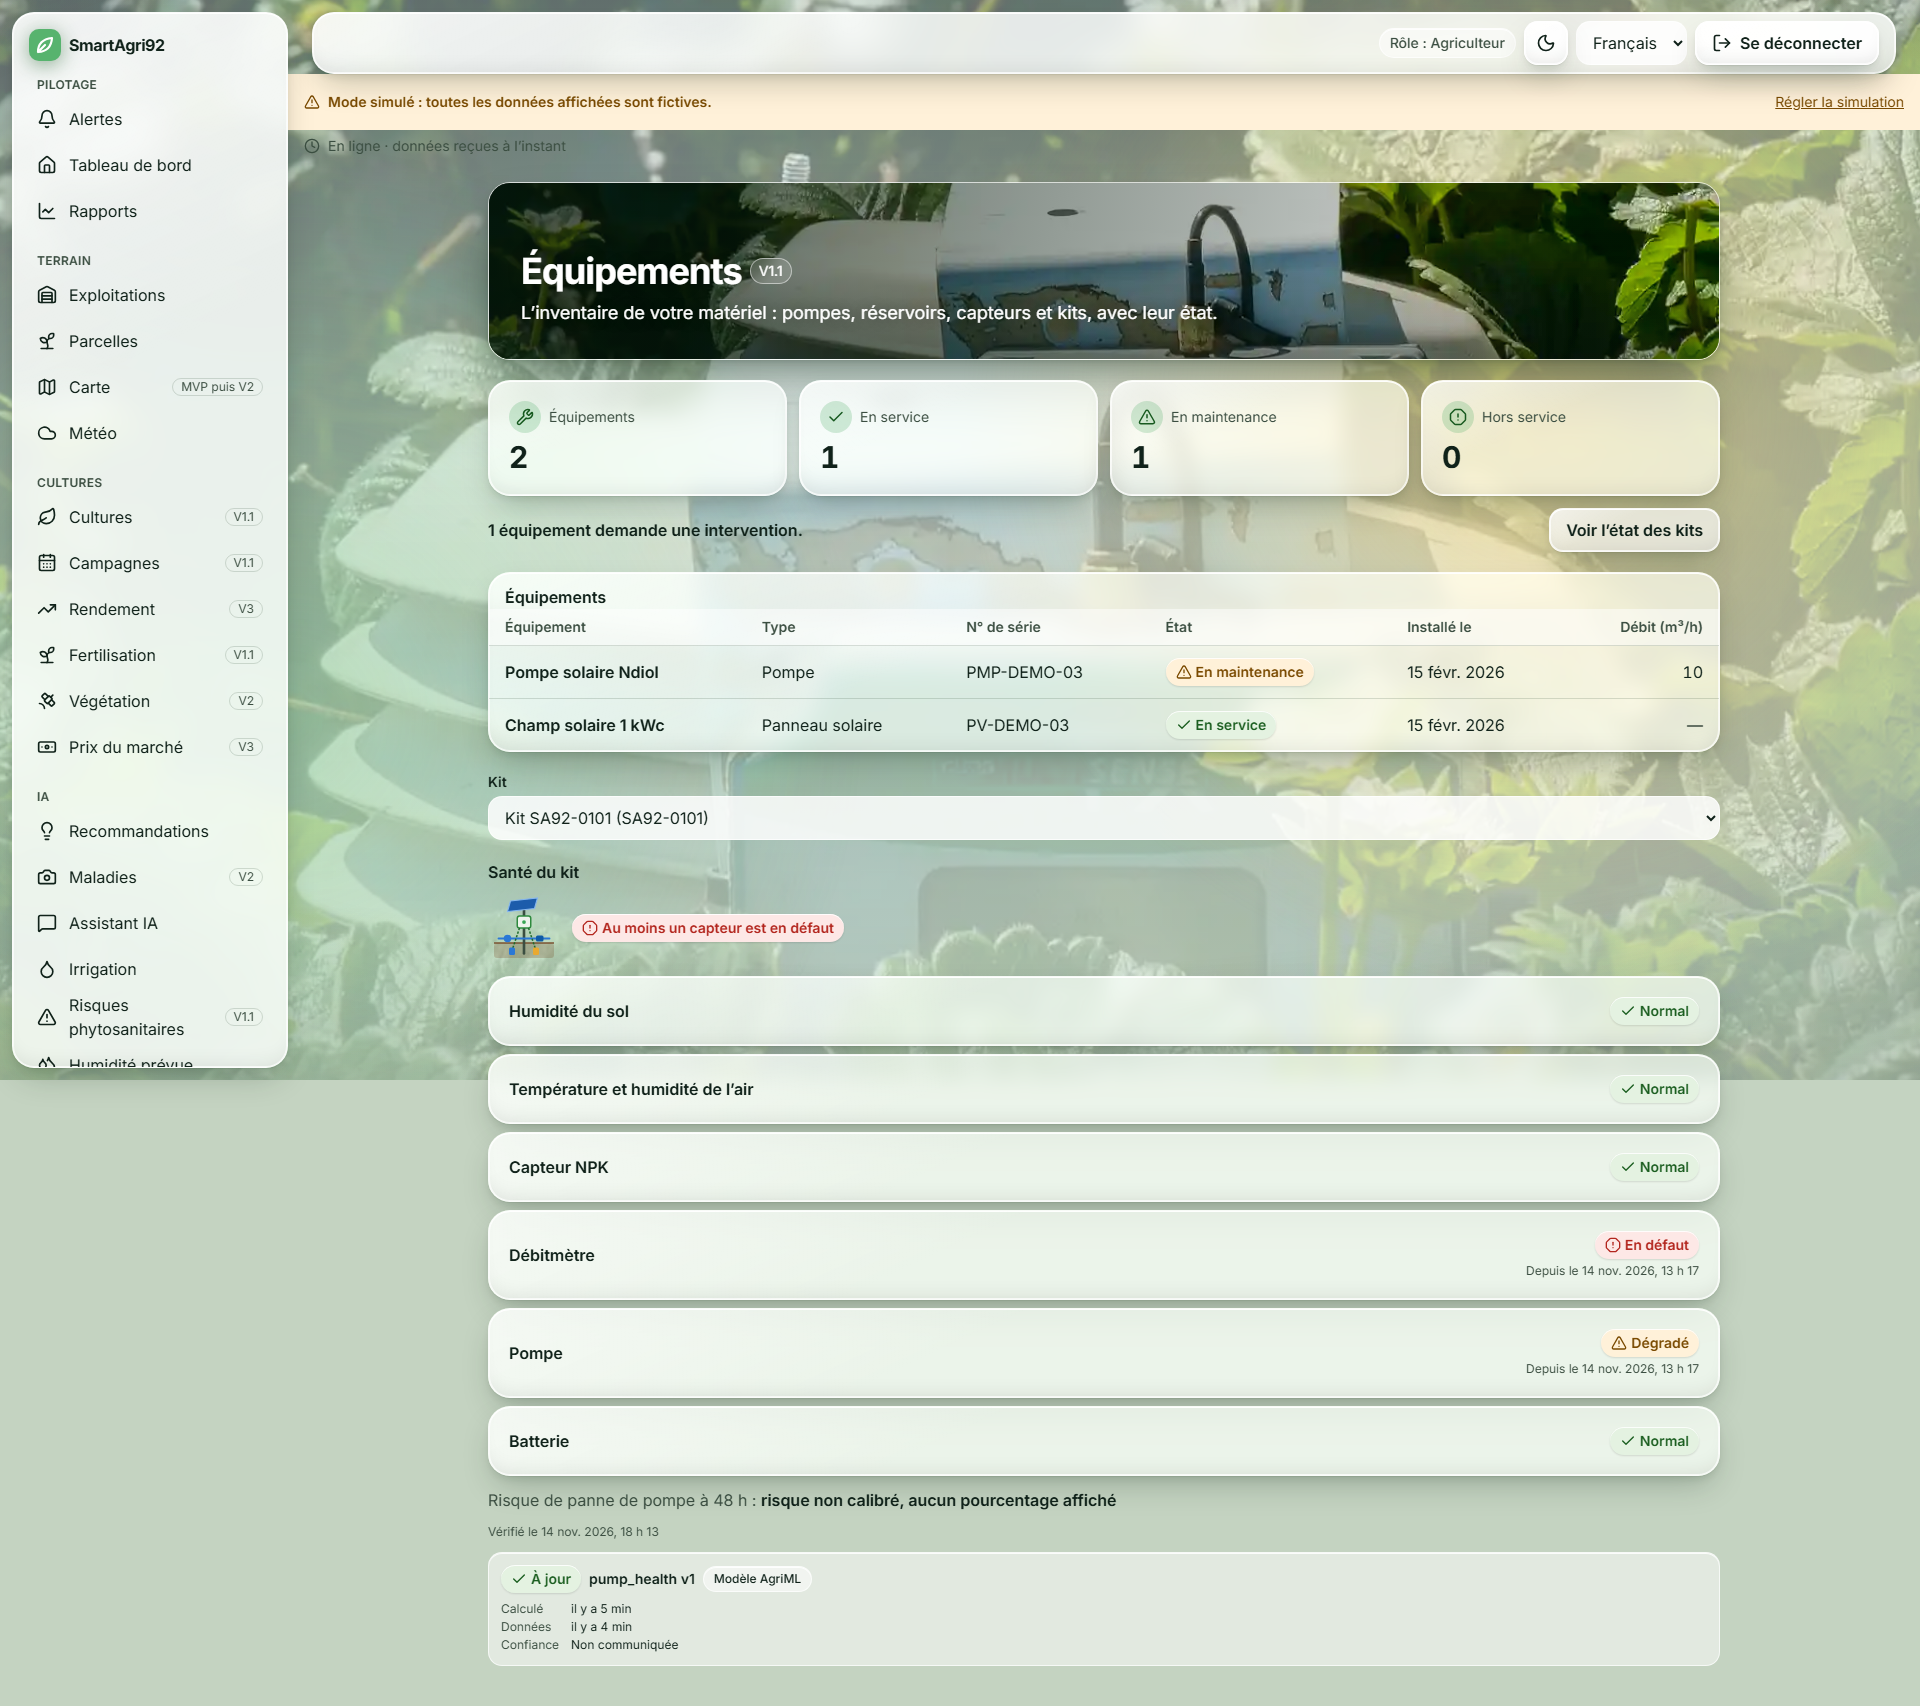 SmartAgri92
Rôle : Agriculteur
Français
Se déconnecter
Mode simulé : toutes les données affichées sont fictives.
Régler la simulation
En ligne · données reçues à l’instant
PILOTAGE
Alertes
Tableau de bord
Rapports
TERRAIN
Exploitations
Parcelles
Carte MVP puis V2
Météo
CULTURES
Cultures V1.1
Campagnes V1.1
Rendement V3
Fertilisation V1.1
Végétation V2
Prix du marché V3
IA
Recommandations
Maladies V2
Assistant IA
Irrigation
Risques
phytosanitaires V1.1
Humidité prévue
Équipements V1.1
L’inventaire de votre matériel : pompes, réservoirs, capteurs et kits, avec leur état.
Équipements
2
En service
1
En maintenance
1
Hors service
0
1 équipement demande une intervention.
Voir l’état des kits
Équipements
Équipement Type N° de série État Installé le Débit (m³/h)
Pompe solaire Ndiol Pompe PMP-DEMO-03 En maintenance 15 févr. 2026 10
Champ solaire 1 kWc Panneau solaire PV-DEMO-03 En service 15 févr. 2026 —
Kit
Kit SA92-0101 (SA92-0101)
Santé du kit
Au moins un capteur est en défaut
Humidité du sol Normal
Température et humidité de l’air Normal
Capteur NPK Normal
Débitmètre En défaut
Depuis le 14 nov. 2026, 13 h 17
Pompe Dégradé
Depuis le 14 nov. 2026, 13 h 17
Batterie Normal
Risque de panne de pompe à 48 h : risque non calibré, aucun pourcentage affiché
Vérifié le 14 nov. 2026, 18 h 13
À jour pump_health v1 Modèle AgriML
Calculé il y a 5 min
Données il y a 4 min
Confiance Non communiquée